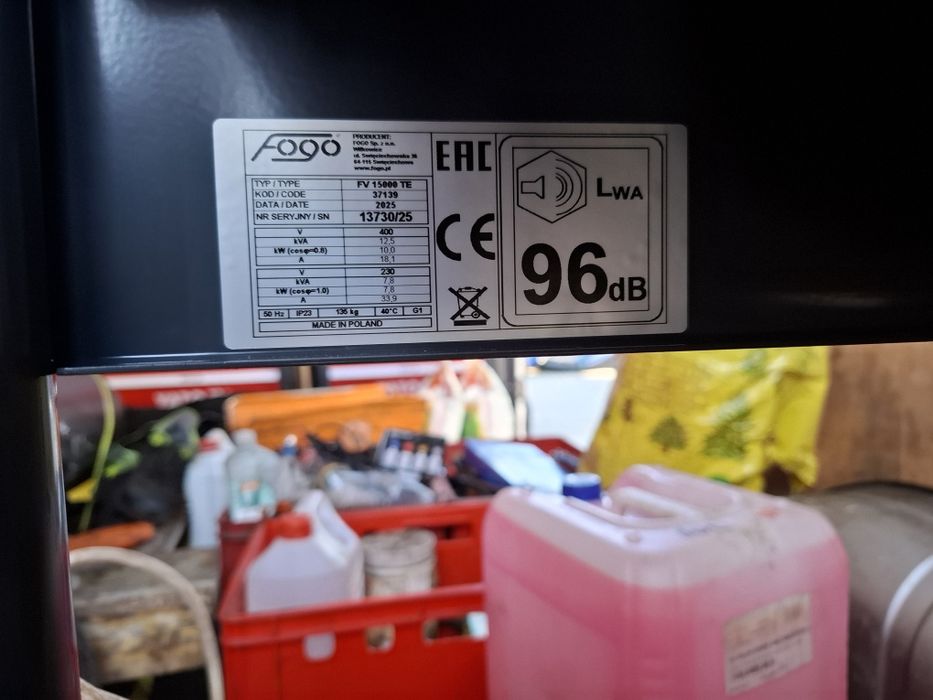 FOGO
PRODUCENT:
FOGO Sp. z o.o.
Wilkowice
ul. Święciechowska 36
64-115 Święciechowa
www.fogo.pl
TYP / TYPE FV 15000 TE
KOD / CODE 37139
DATA / DATE 2025
NR SERYJNY / SN 13730/25
V 400
kVA 12,5
kW (cosφ=0.8) 10,0
A 18,1
V 230
kVA 7,8
kW (cosφ=1.0) 7,8
A 33,9
50 Hz IP23 135 kg 40°C G1
MADE IN POLAND
EAC
CE
LWA
96dB